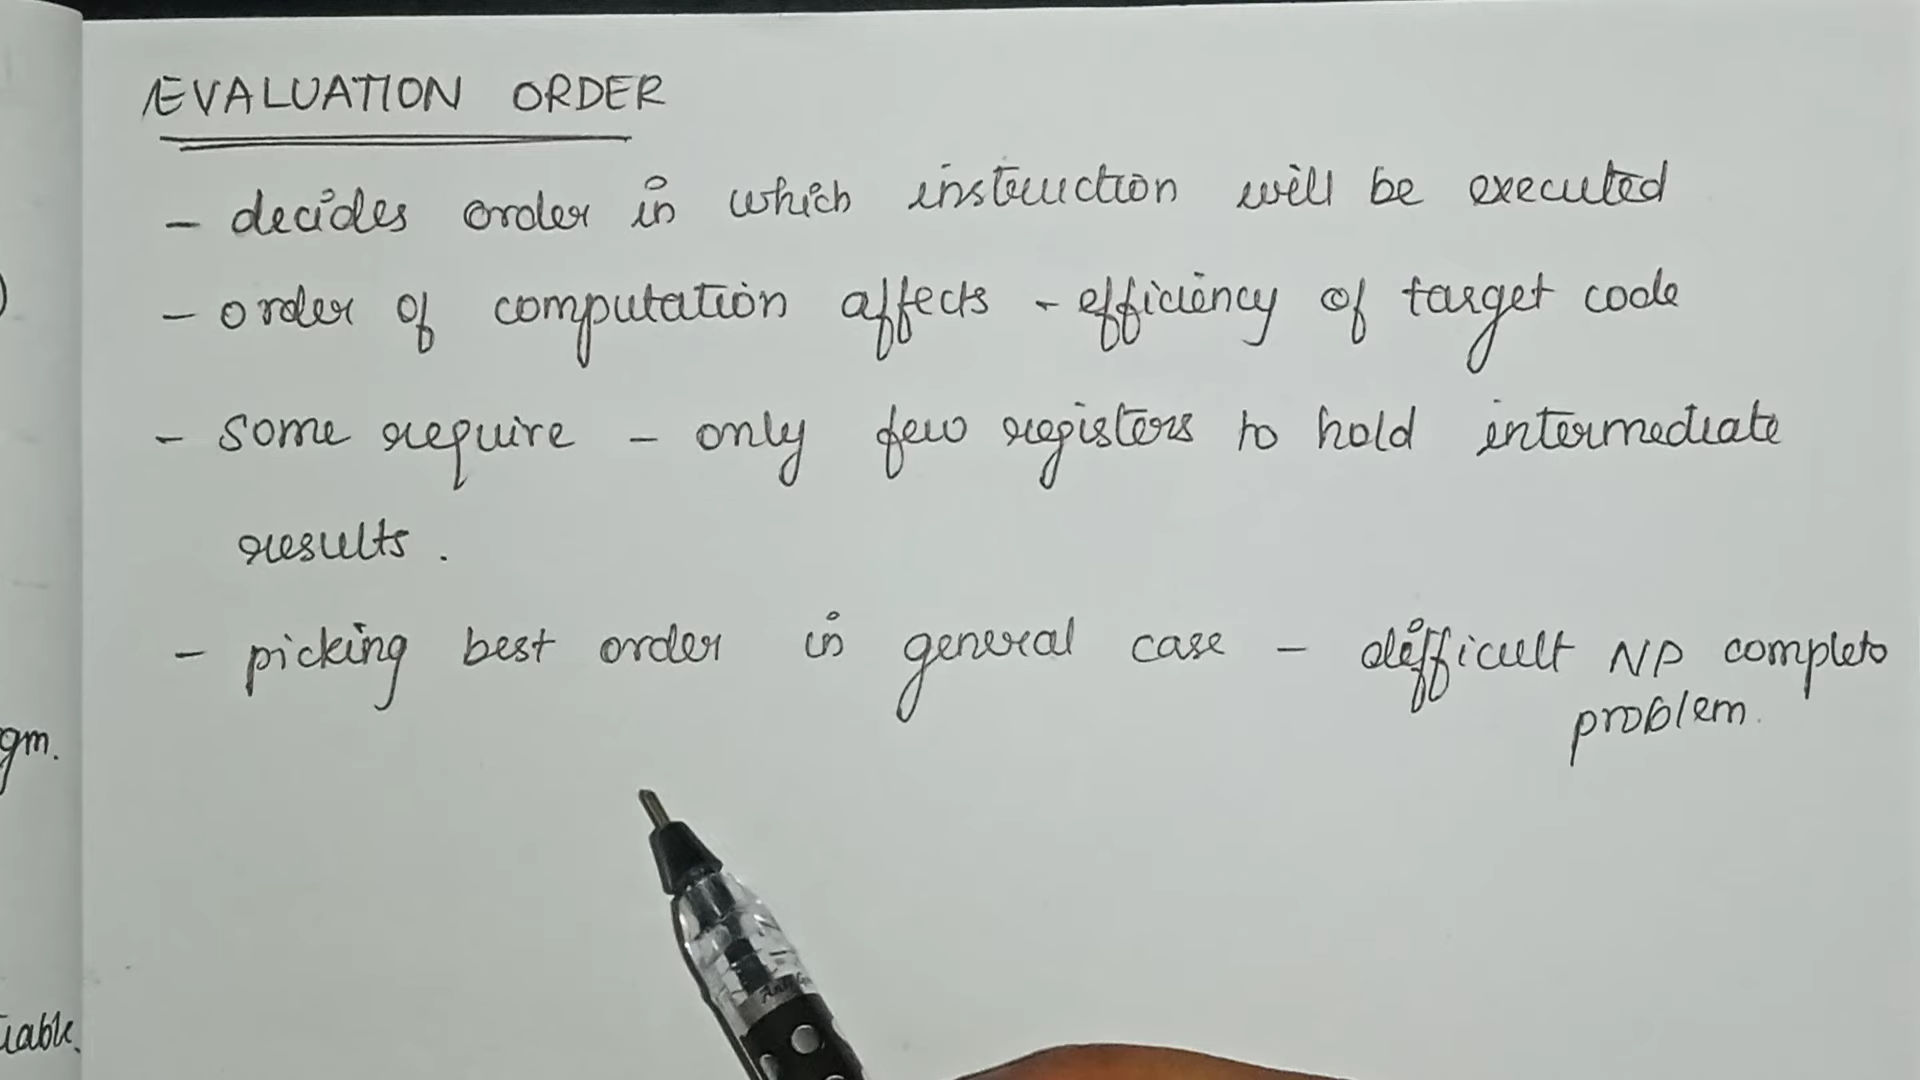 EVALUATION ORDER
- decides order in which instruction will be executed
- order of computation affects - efficiency of target code
- some require - only few registers to hold intermediate
results.
- picking best order in general case - difficult NP complete
problem.
gm.
iable.